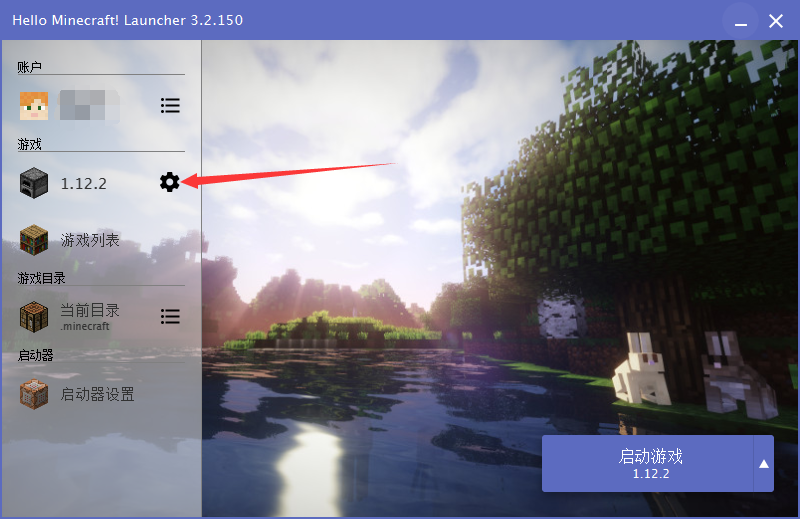 Hello Minecraft! Launcher 3.2.150
账户
游戏
1.12.2
游戏列表
游戏目录
当前目录
.minecraft
启动器
启动器设置
启动游戏
1.12.2